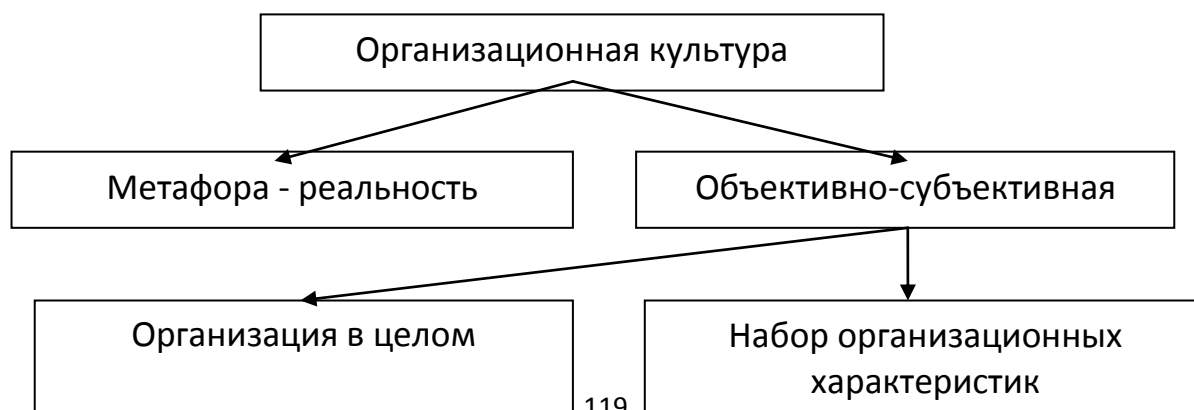 Организационная культура
Метафора - реальность
Объективно-субъективная
Организация в целом
Набор организационных
характеристик
119